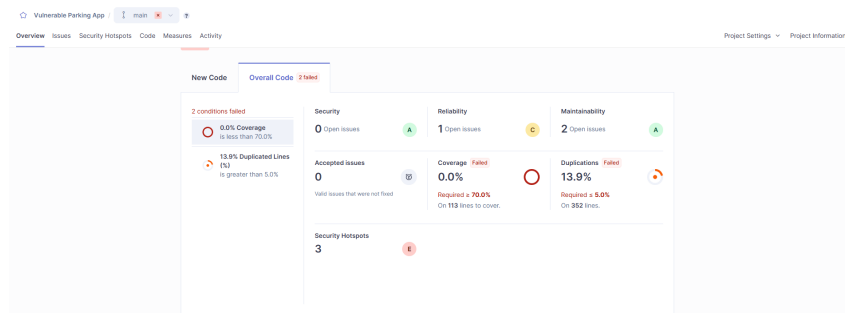 Vulnerable Parking App / main
Overview Issues Security Hotspots Code Measures Activity
Project Settings Project Information
New Code
Overall Code 2 failed
2 conditions failed
0.0% Coverage
is less than 70.0%
13.9% Duplicated Lines
(%)
is greater than 5.0%
Security
0 Open issues
A
Reliability
1 Open issues
C
Maintainability
2 Open issues
A
Accepted issues
0
Valid issues that were not fixed
Coverage Failed
0.0%
Required ≥ 70.0%
On 113 lines to cover.
Duplications Failed
13.9%
Required ≤ 5.0%
On 352 lines.
Security Hotspots
3
E